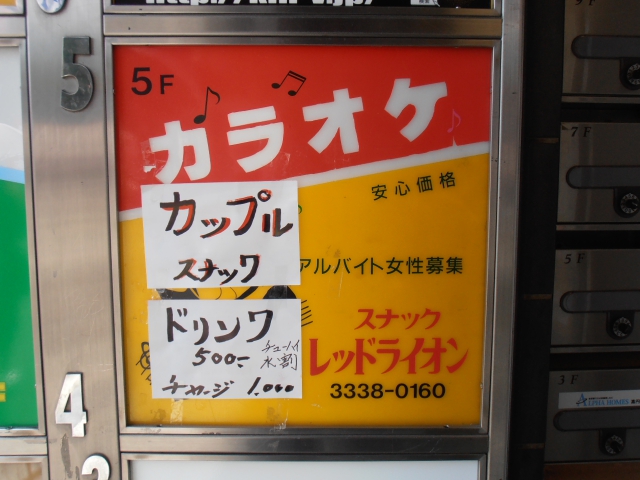 5
5F
カラオケ
安心価格
カップル
スナック
アルバイト女性募集
ドリンク
500-
チューハイ
水割
チャージ 1,000
スナック
レッドライオン
3338-0160
4
9F
7F
5F
3F
ALPHA HOMES